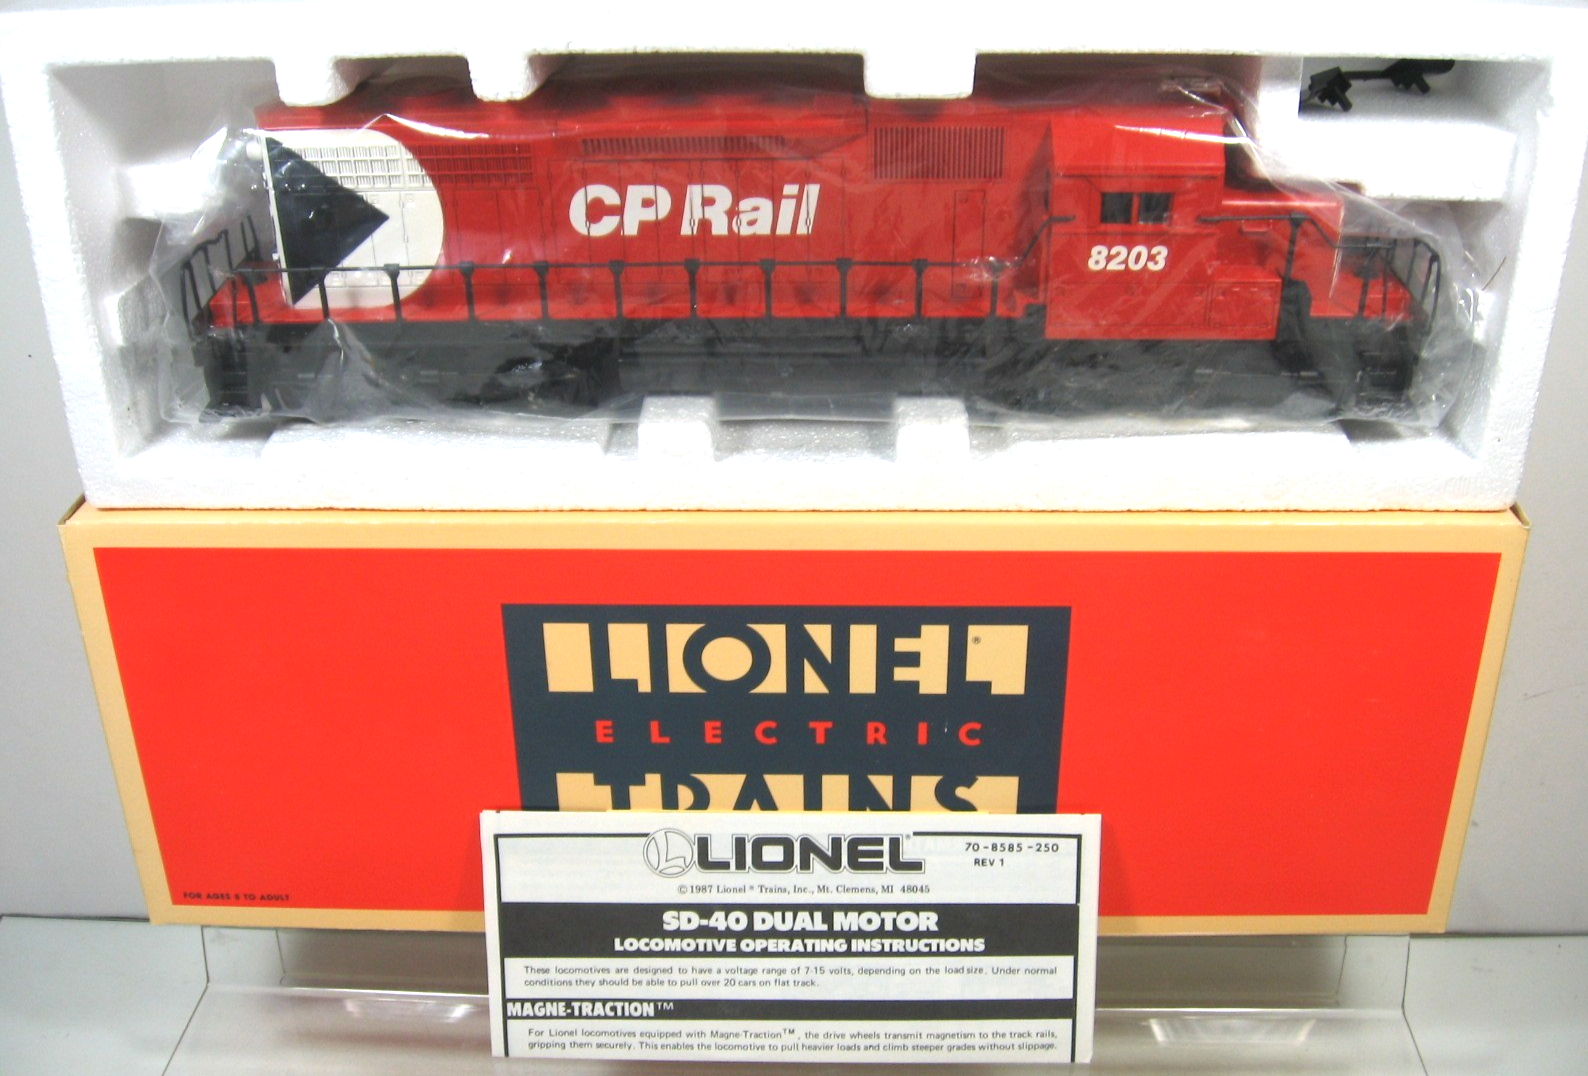 CP Rail
8203
LIONEL®
ELECTRIC
TRAINS
FOR AGES 8 TO ADULT
LIONEL®
70-8585-250
REV 1
©1987 Lionel® Trains, Inc., Mt. Clemens, MI 48045
SD-40 DUAL MOTOR
LOCOMOTIVE OPERATING INSTRUCTIONS
These locomotives are designed to have a voltage range of 7-15 volts, depending on the load size. Under normal
conditions they should be able to pull over 20 cars on flat track.
MAGNE-TRACTION™
For Lionel locomotives equipped with Magne-Traction™, the drive wheels transmit magnetism to the track rails,
gripping them securely. This enables the locomotive to pull heavier loads and climb steeper grades without slippage.